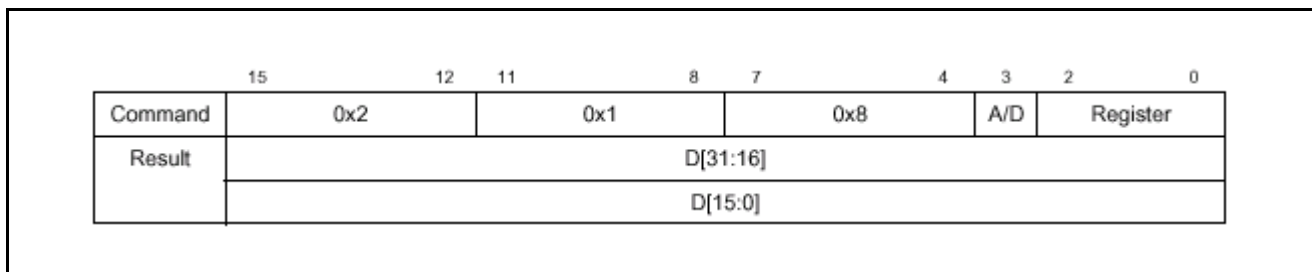 15 12 11 8 7 4 3 2 0
Command 0x2 0x1 0x8 A/D Register
Result D[31:16]
D[15:0]